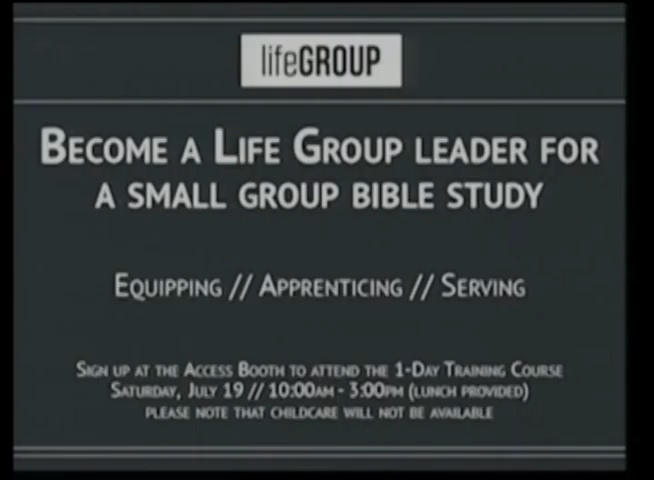 lifeGROUP
Become a Life Group leader for
a small group bible study
Equipping // Apprenticing // Serving
Sign up at the Access Booth to attend the 1-Day Training Course
Saturday, July 19 // 10:00am - 3:00pm (lunch provided)
please note that childcare will not be available